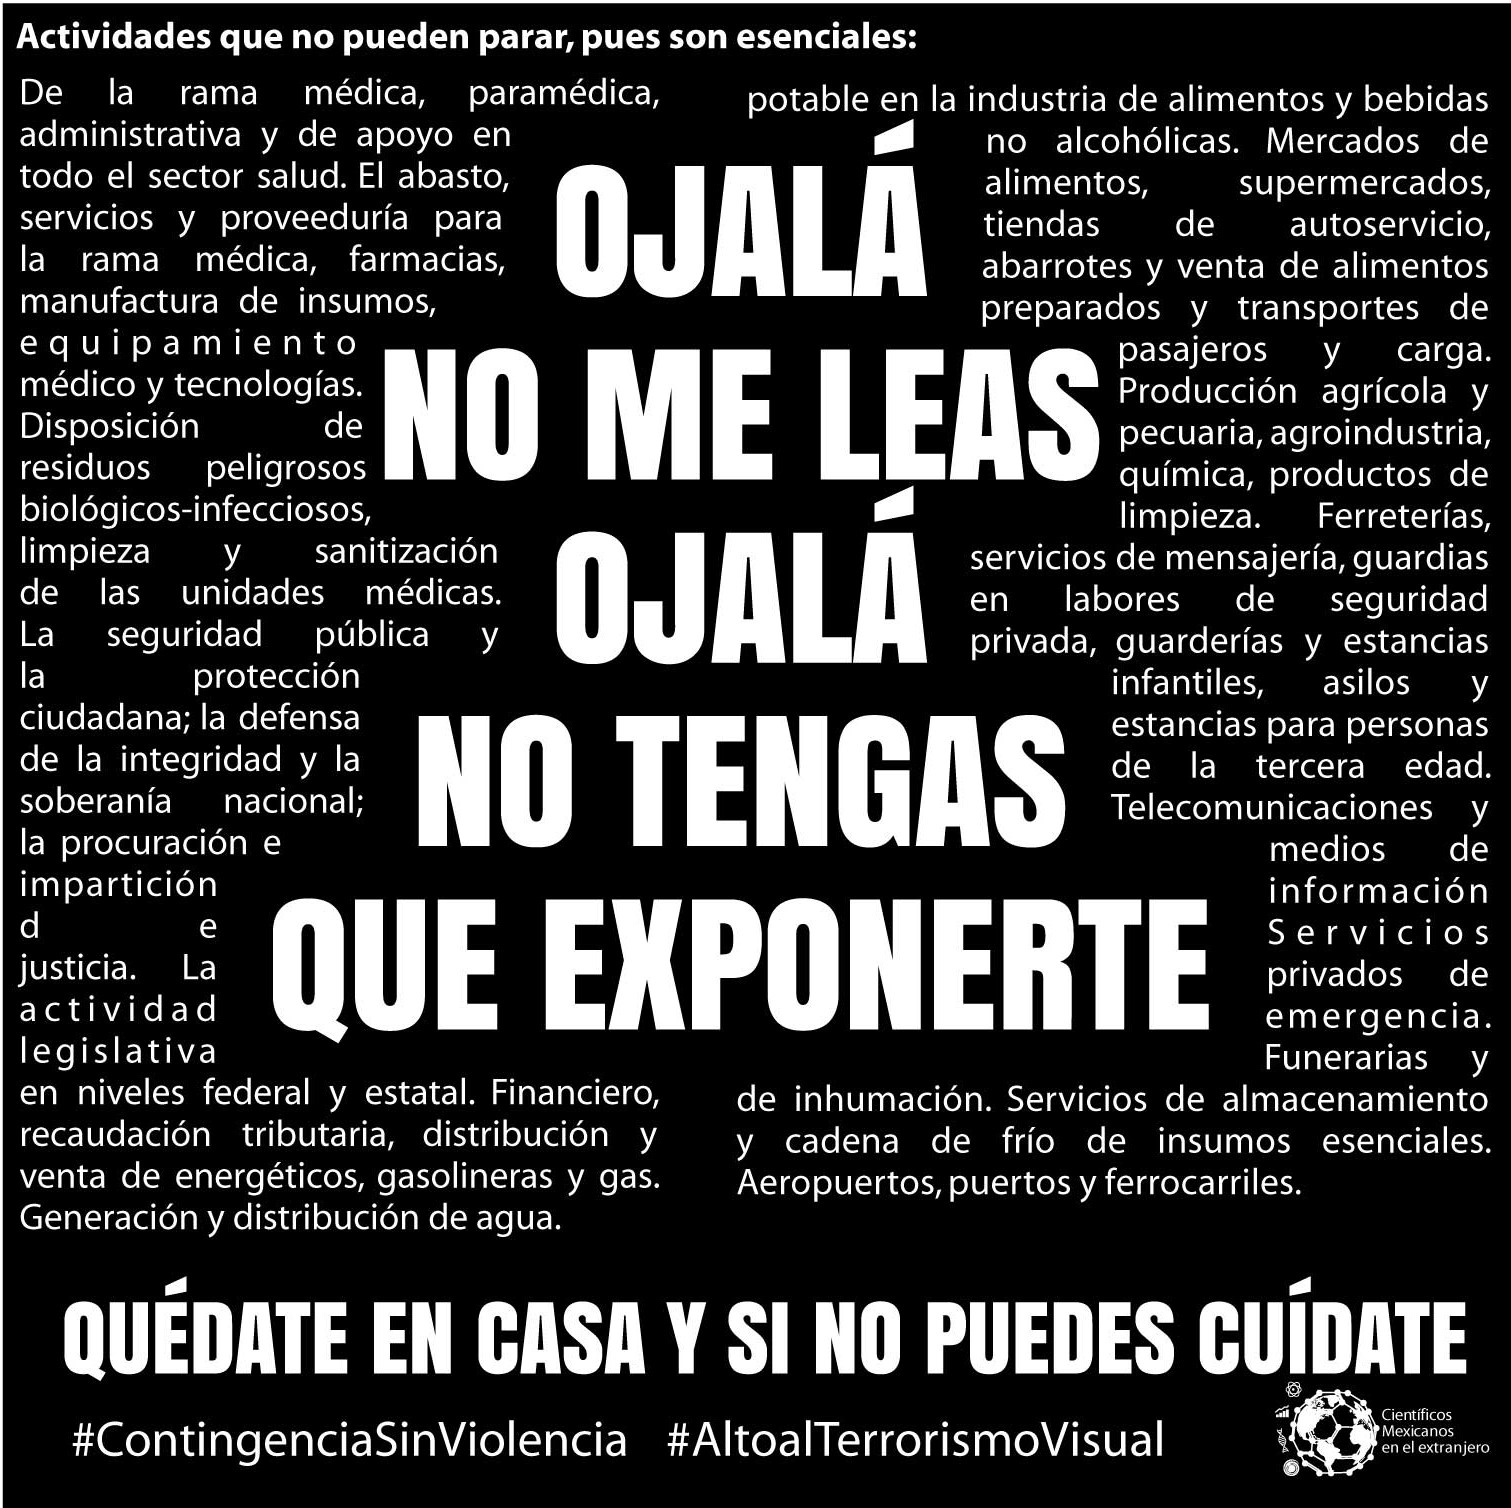 Actividades que no pueden parar, pues son esenciales:
De la rama médica, paramédica,
administrativa y de apoyo en
todo el sector salud. El abasto,
servicios y proveeduría para
la rama médica, farmacias,
manufactura de insumos,
equipamiento
médico y tecnologías.
Disposición de
residuos peligrosos
biológicos-infecciosos,
limpieza y sanitización
de las unidades médicas.
La seguridad pública y
la protección
ciudadana; la defensa
de la integridad y la
soberanía nacional;
la procuración e
impartición
de
justicia. La
actividad
legislativa
en niveles federal y estatal. Financiero,
recaudación tributaria, distribución y
venta de energéticos, gasolineras y gas.
Generación y distribución de agua.
potable en la industria de alimentos y bebidas
no alcohólicas. Mercados de
alimentos, supermercados,
tiendas de autoservicio,
abarrotes y venta de alimentos
preparados y transportes de
pasajeros y carga.
Producción agrícola y
pecuaria, agroindustria,
química, productos de
limpieza. Ferreterías,
servicios de mensajería, guardias
en labores de seguridad
privada, guarderías y estancias
infantiles, asilos y
estancias para personas
de la tercera edad.
Telecomunicaciones y
medios de
información
Servicios
privados de
emergencia.
Funerarias y
de inhumación. Servicios de almacenamiento
y cadena de frío de insumos esenciales.
Aeropuertos, puertos y ferrocarriles.
OJALÁ
NO ME LEAS
OJALÁ
NO TENGAS
QUE EXPONERTE
QUÉDATE EN CASA Y SI NO PUEDES CUÍDATE
#ContingenciaSinViolencia #AltoalTerrorismoVisual
Científicos
Mexicanos
en el extranjero